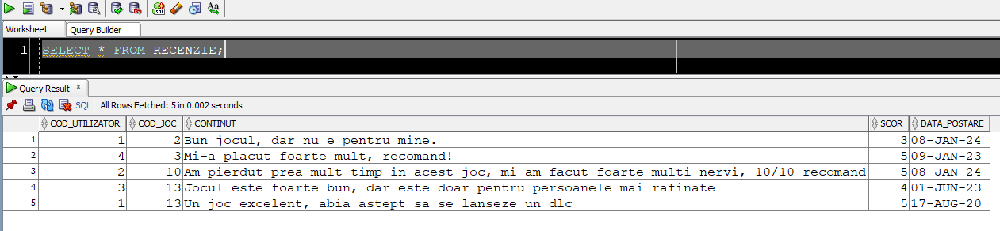 SQL Aa
Worksheet Query Builder
1 SELECT * FROM RECENZIE;
Query Result x
SQL All Rows Fetched: 5 in 0.002 seconds
COD_UTILIZATOR COD_JOC CONTINUT SCOR DATA_POSTARE
1 1 2 Bun jocul, dar nu e pentru mine. 3 08-JAN-24
2 4 3 Mi-a placut foarte mult, recomand! 5 09-JAN-23
3 2 10 Am pierdut prea mult timp in acest joc, mi-am facut foarte multi nervi, 10/10 recomand 5 08-JAN-24
4 3 13 Jocul este foarte bun, dar este doar pentru persoanele mai rafinate 4 01-JUN-23
5 1 13 Un joc excelent, abia astept sa se lanseze un dlc 5 17-AUG-20